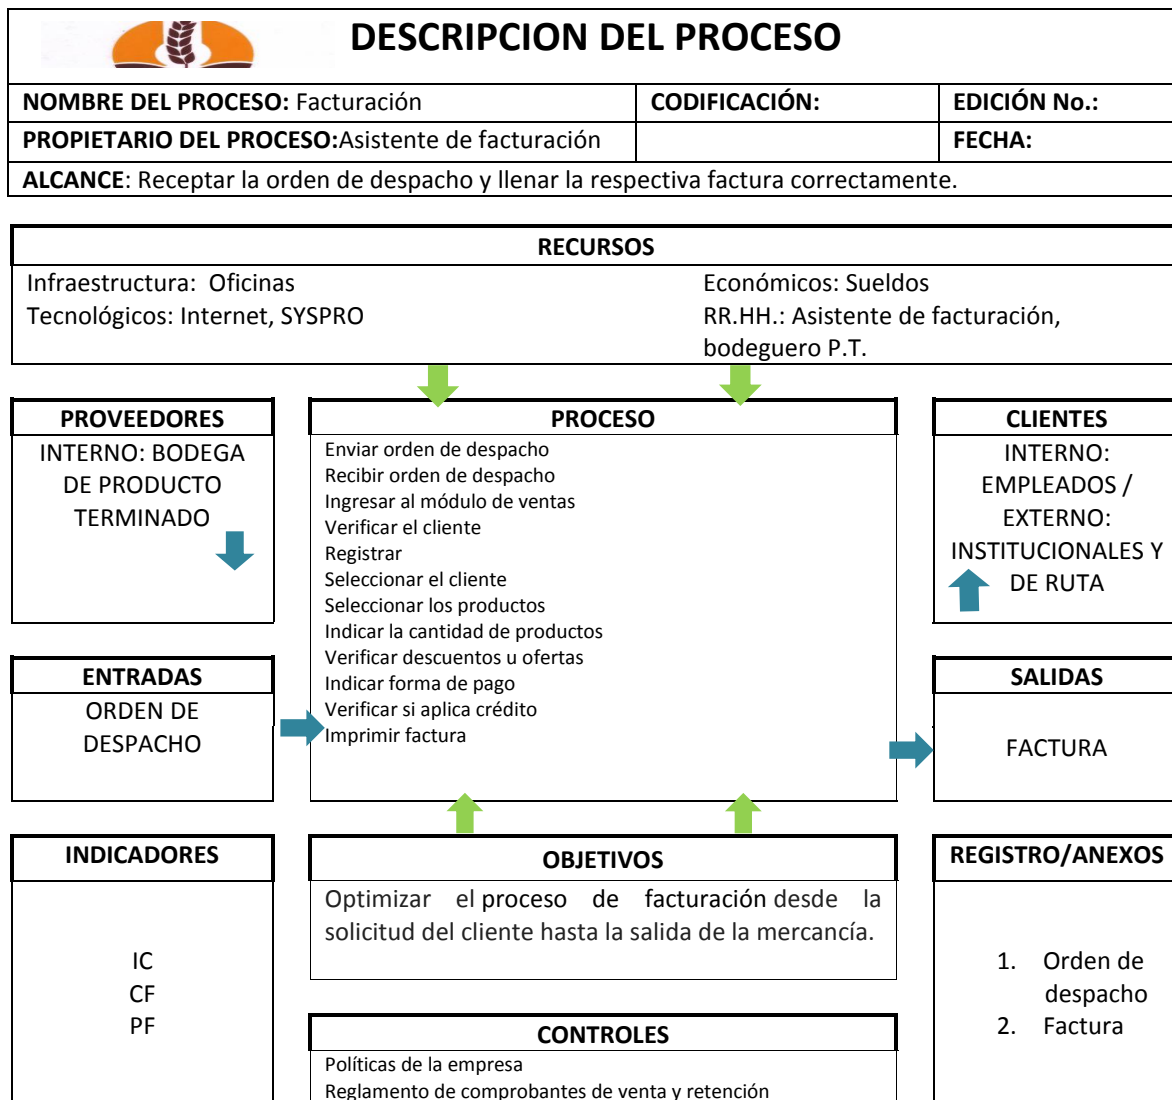 DESCRIPCION DEL PROCESO
NOMBRE DEL PROCESO: Facturación
CODIFICACIÓN:
EDICIÓN No.:
PROPIETARIO DEL PROCESO:Asistente de facturación
FECHA:
ALCANCE: Receptar la orden de despacho y llenar la respectiva factura correctamente.
RECURSOS
Infraestructura: Oficinas
Tecnológicos: Internet, SYSPRO
Económicos: Sueldos
RR.HH.: Asistente de facturación,
bodeguero P.T.
PROVEEDORES
INTERNO: BODEGA
DE PRODUCTO
TERMINADO
PROCESO
Enviar orden de despacho
Recibir orden de despacho
Ingresar al módulo de ventas
Verificar el cliente
Registrar
Seleccionar el cliente
Seleccionar los productos
Indicar la cantidad de productos
Verificar descuentos u ofertas
Indicar forma de pago
Verificar si aplica crédito
Imprimir factura
CLIENTES
INTERNO:
EMPLEADOS /
EXTERNO:
INSTITUCIONALES Y
DE RUTA
ENTRADAS
ORDEN DE
DESPACHO
SALIDAS
FACTURA
INDICADORES
IC
CF
PF
OBJETIVOS
Optimizar el proceso de facturación desde la
solicitud del cliente hasta la salida de la mercancía.
REGISTRO/ANEXOS
1. Orden de
despacho
2. Factura
CONTROLES
Políticas de la empresa
Reglamento de comprobantes de venta y retención